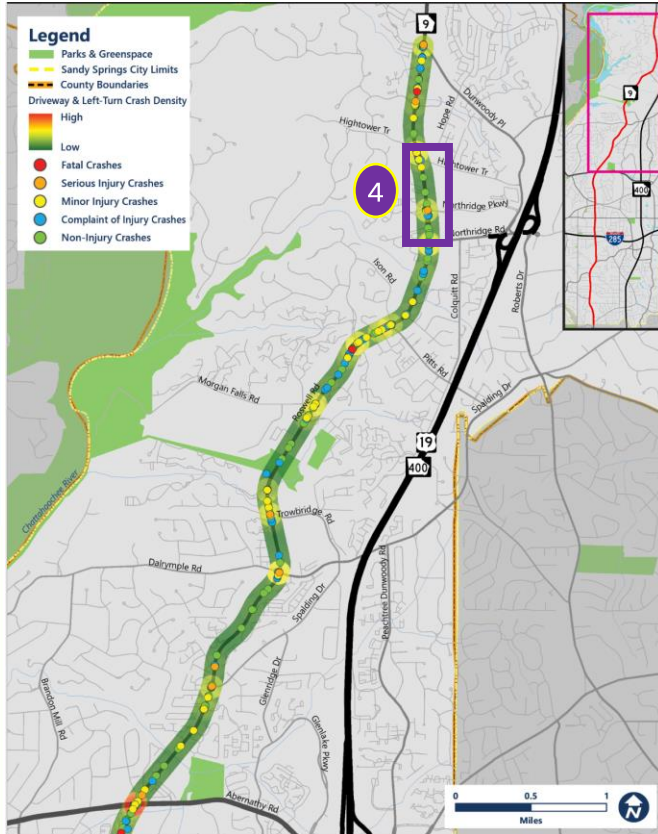 Legend
Parks & Greenspace
Sandy Springs City Limits
County Boundaries
Driveway & Left-Turn Crash Density
High
Low
Fatal Crashes
Serious Injury Crashes
Minor Injury Crashes
Complaint of Injury Crashes
Non-Injury Crashes
9
Dunwoody Pl
Hope Rd
Hightower Tr
Hightower Tr
4
Northridge Pkwy
Northridge Rd
Ison Rd
Colquitt Rd
Roberts Dr
Pitts Rd
Morgan Falls Rd
Roswell Rd
Spalding Dr
19
400
Chattahoochee River
Trowbridge Rd
Dalrymple Rd
Spalding Dr
Peachtree Dunwoody Rd
Glenridge Dr
Brandon Mill Rd
Glenlake Pkwy
Abernathy Rd
9
400
285
0 0.5 1
Miles
N